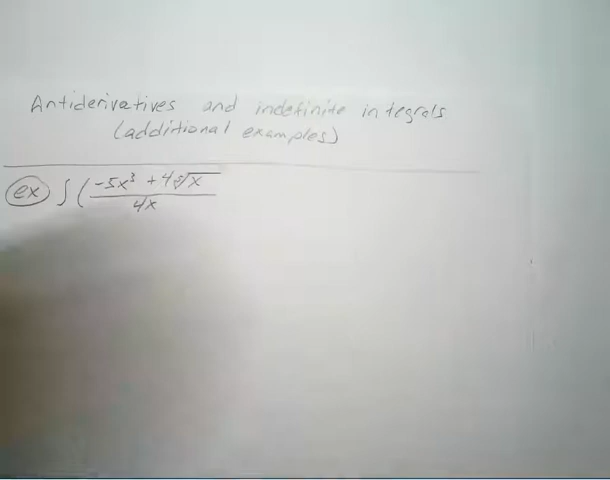 Antiderivatives and indefinite integrals
(additional examples)
ex ∫ ( -5x³ + 4∛x
4x